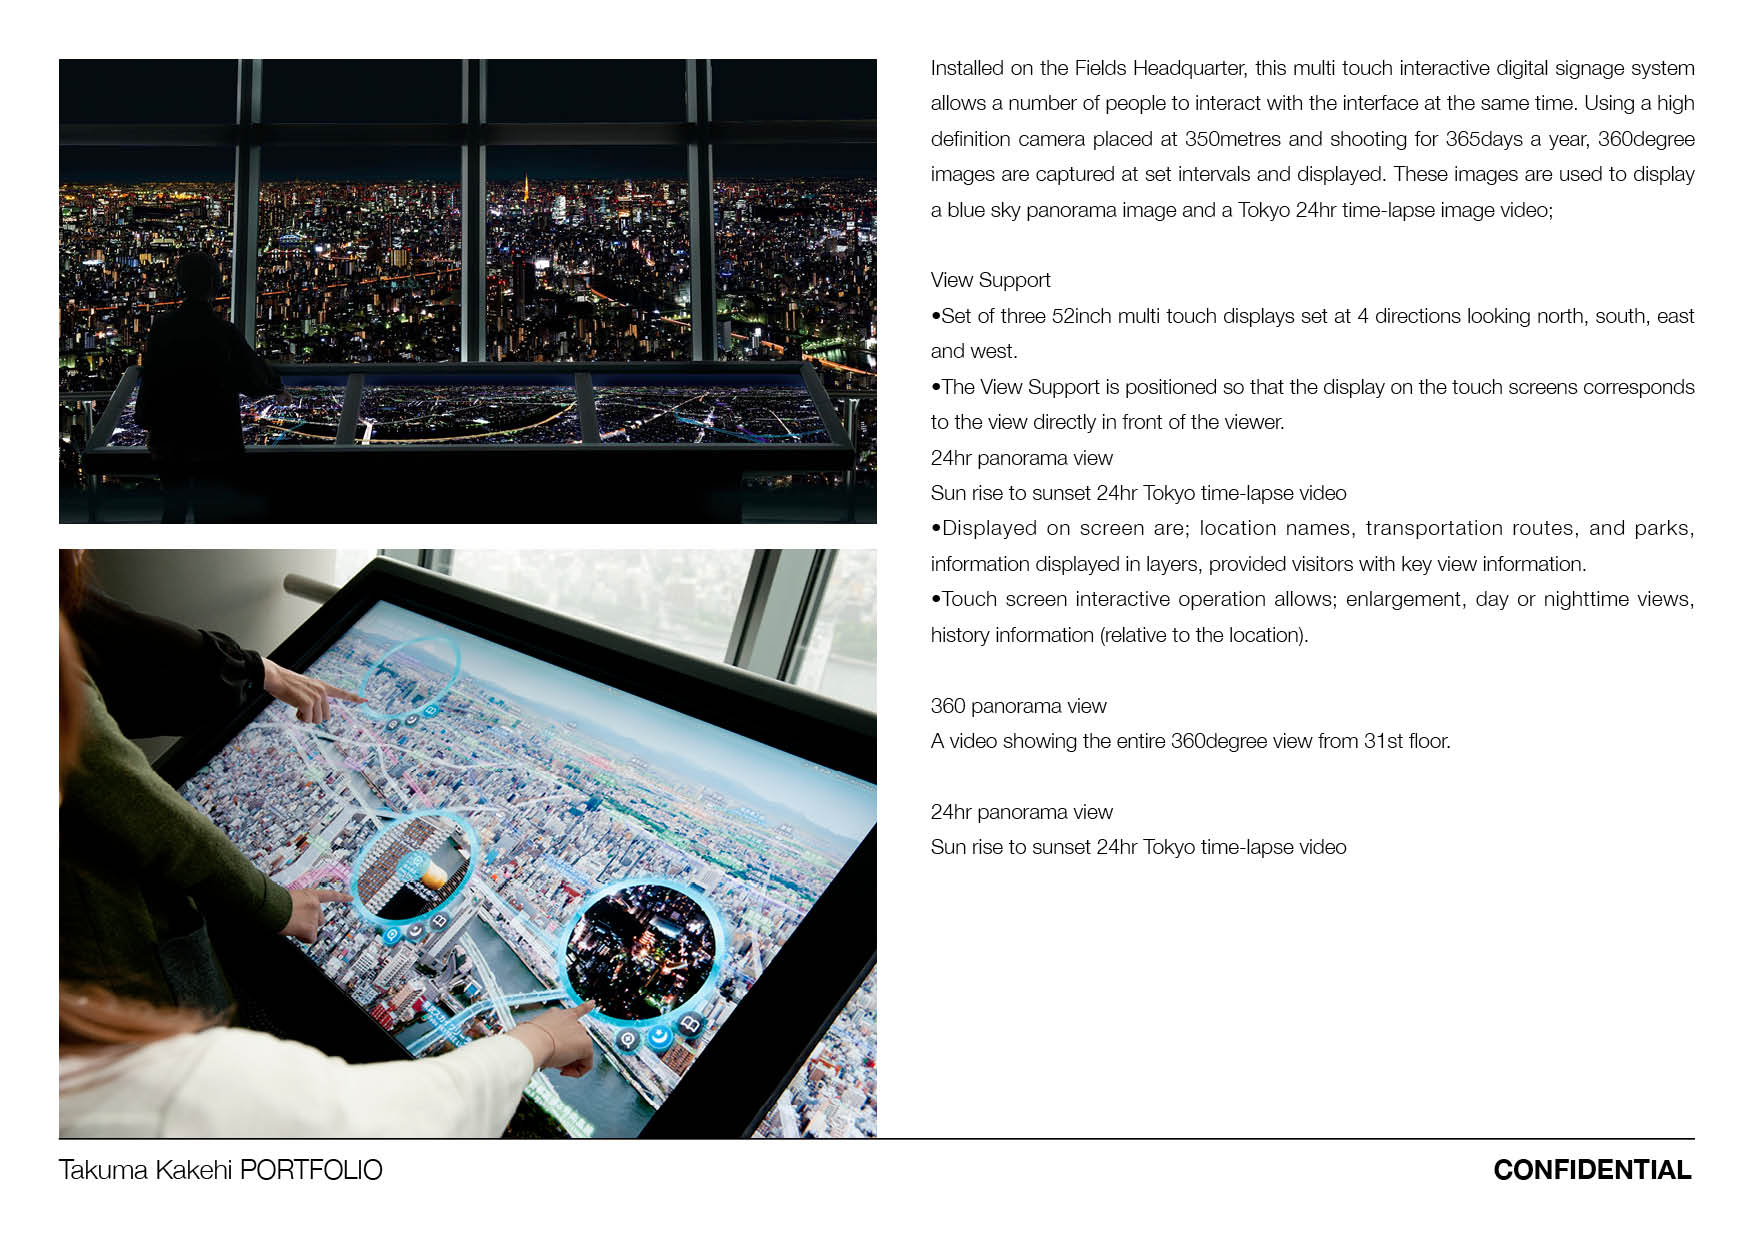 Installed on the Fields Headquarter, this multi touch interactive digital signage system
allows a number of people to interact with the interface at the same time. Using a high
definition camera placed at 350metres and shooting for 365days a year, 360degree
images are captured at set intervals and displayed. These images are used to display
a blue sky panorama image and a Tokyo 24hr time-lapse image video;
View Support
•Set of three 52inch multi touch displays set at 4 directions looking north, south, east
and west.
•The View Support is positioned so that the display on the touch screens corresponds
to the view directly in front of the viewer.
24hr panorama view
Sun rise to sunset 24hr Tokyo time-lapse video
•Displayed on screen are; location names, transportation routes, and parks,
information displayed in layers, provided visitors with key view information.
•Touch screen interactive operation allows; enlargement, day or nighttime views,
history information (relative to the location).
360 panorama view
A video showing the entire 360degree view from 31st floor.
24hr panorama view
Sun rise to sunset 24hr Tokyo time-lapse video
Takuma Kakehi PORTFOLIO
CONFIDENTIAL